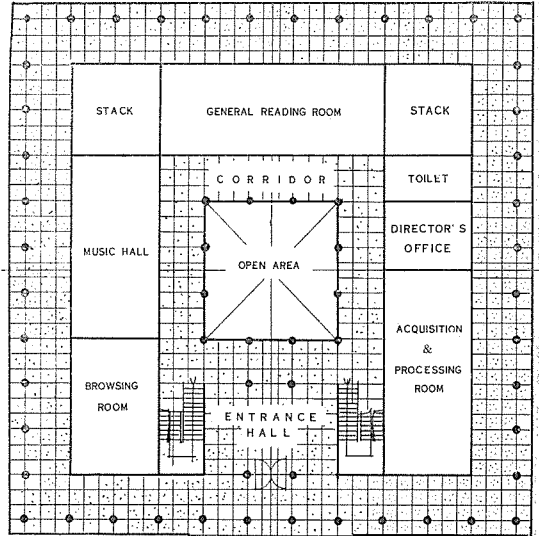 STACK
GENERAL READING ROOM
STACK
CORRIDOR
TOILET
DIRECTOR'S
OFFICE
MUSIC HALL
OPEN AREA
ACQUISITION
&
PROCESSING
ROOM
BROWSING
ROOM
ENTRANCE
HALL